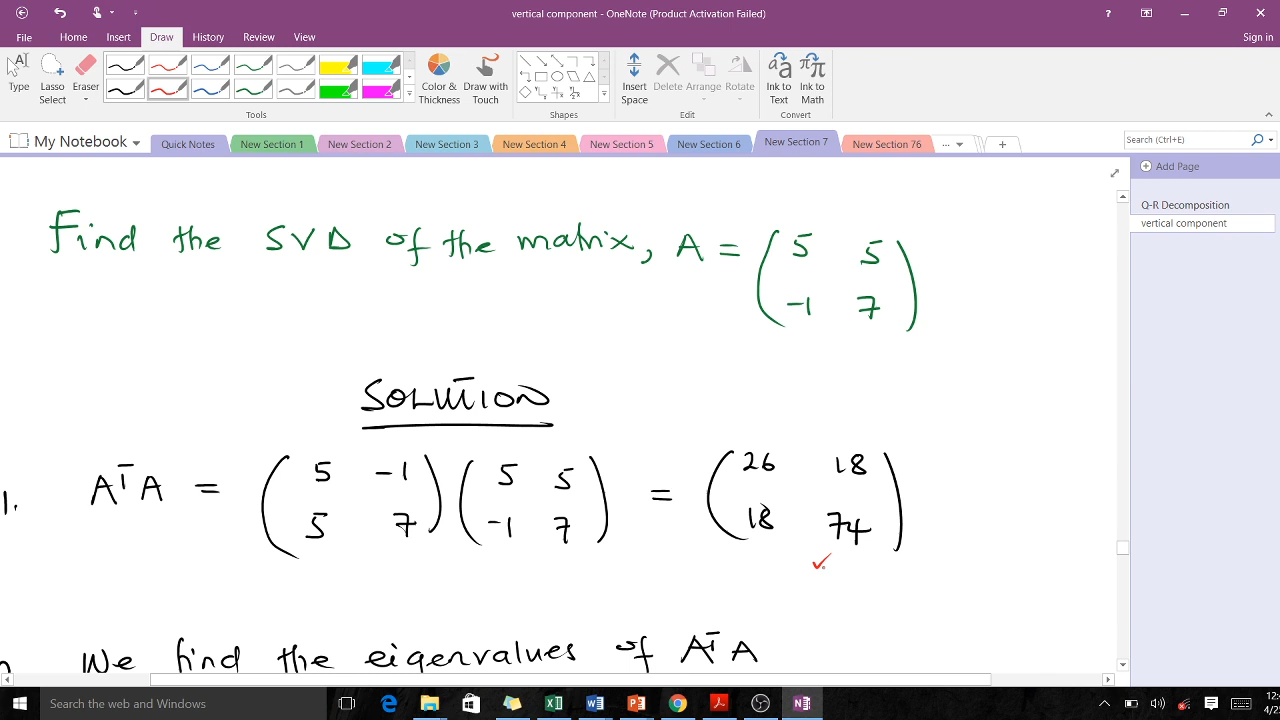 vertical component - OneNote (Product Activation Failed)
?
File Home Insert Draw History Review View
Sign in
Type
Lasso Select
Eraser
Color & Thickness
Draw with Touch
Insert Space
Delete
Arrange
Rotate
Ink to Text
Ink to Math
Tools
Shapes
Edit
Convert
My Notebook
Quick Notes
New Section 1
New Section 2
New Section 3
New Section 4
New Section 5
New Section 6
New Section 7
New Section 76
...
Search (Ctrl+E)
Add Page
Q-R Decomposition
vertical component
Find the SVD of the matrix, A = ( 5 5
-1 7 )
SOLUTION
1. AᵀA = ( 5 -1 ) ( 5 5 ) = ( 26 18 )
( 5 7 ) ( -1 7 ) ( 18 74 )
We find the eigenvalues of AᵀA
Search the web and Windows
12:
4/2